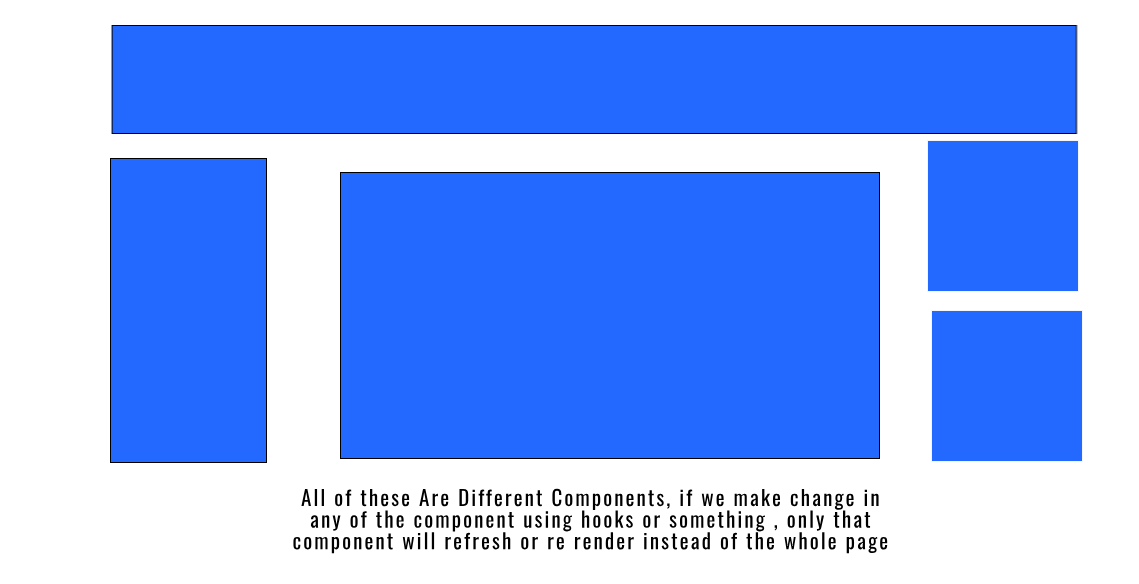 All of these Are Different Components, if we make change in
any of the component using hooks or something , only that
component will refresh or re render instead of the whole page